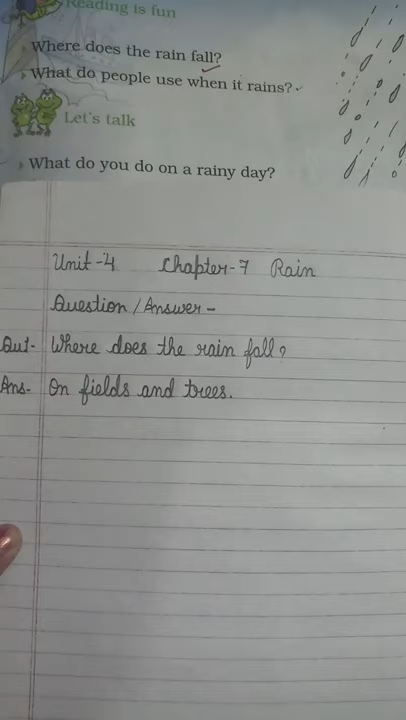 Reading is fun
Where does the rain fall?
What do people use when it rains?
Let's talk
What do you do on a rainy day?
Unit-4 Chapter-7 Rain
Question/Answer-
Qu1- Where does the rain fall?
Ans- On fields and trees.